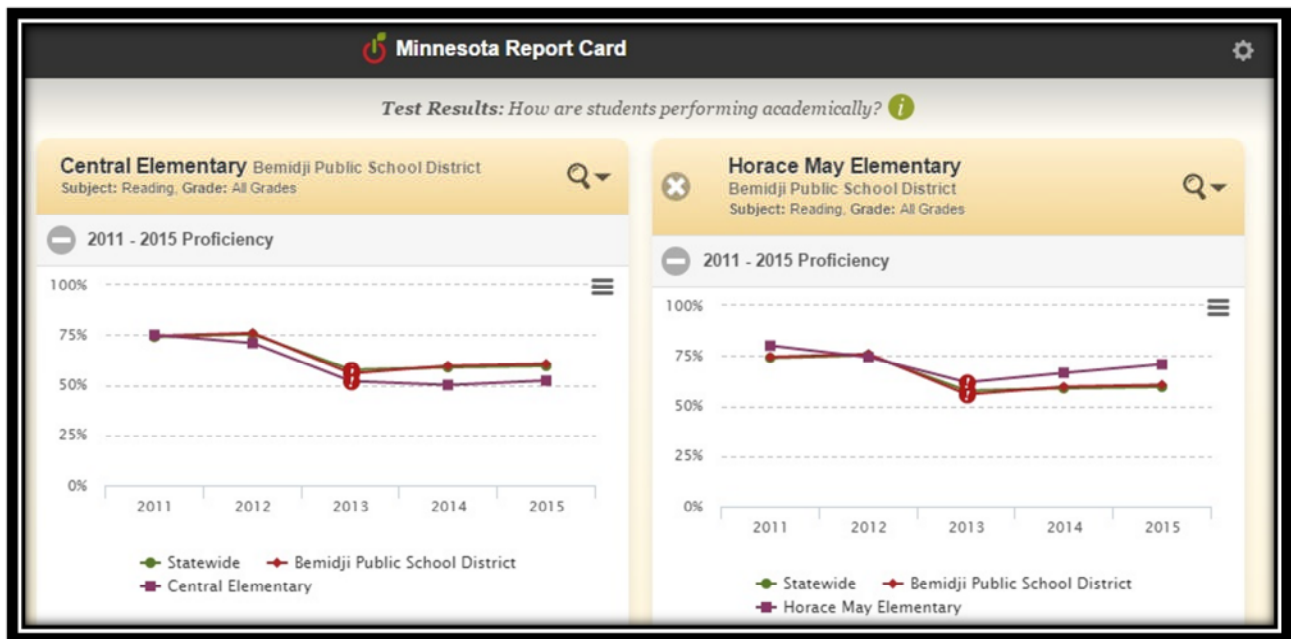 Minnesota Report Card
Test Results: How are students performing academically? i
Central Elementary Bemidji Public School District
Subject: Reading, Grade: All Grades
2011 - 2015 Proficiency
100%
75%
50%
25%
0%
2011 2012 2013 2014 2015
Statewide Bemidji Public School District
Central Elementary
Horace May Elementary
Bemidji Public School District
Subject: Reading, Grade: All Grades
2011 - 2015 Proficiency
100%
75%
50%
25%
0%
2011 2012 2013 2014 2015
Statewide Bemidji Public School District
Horace May Elementary